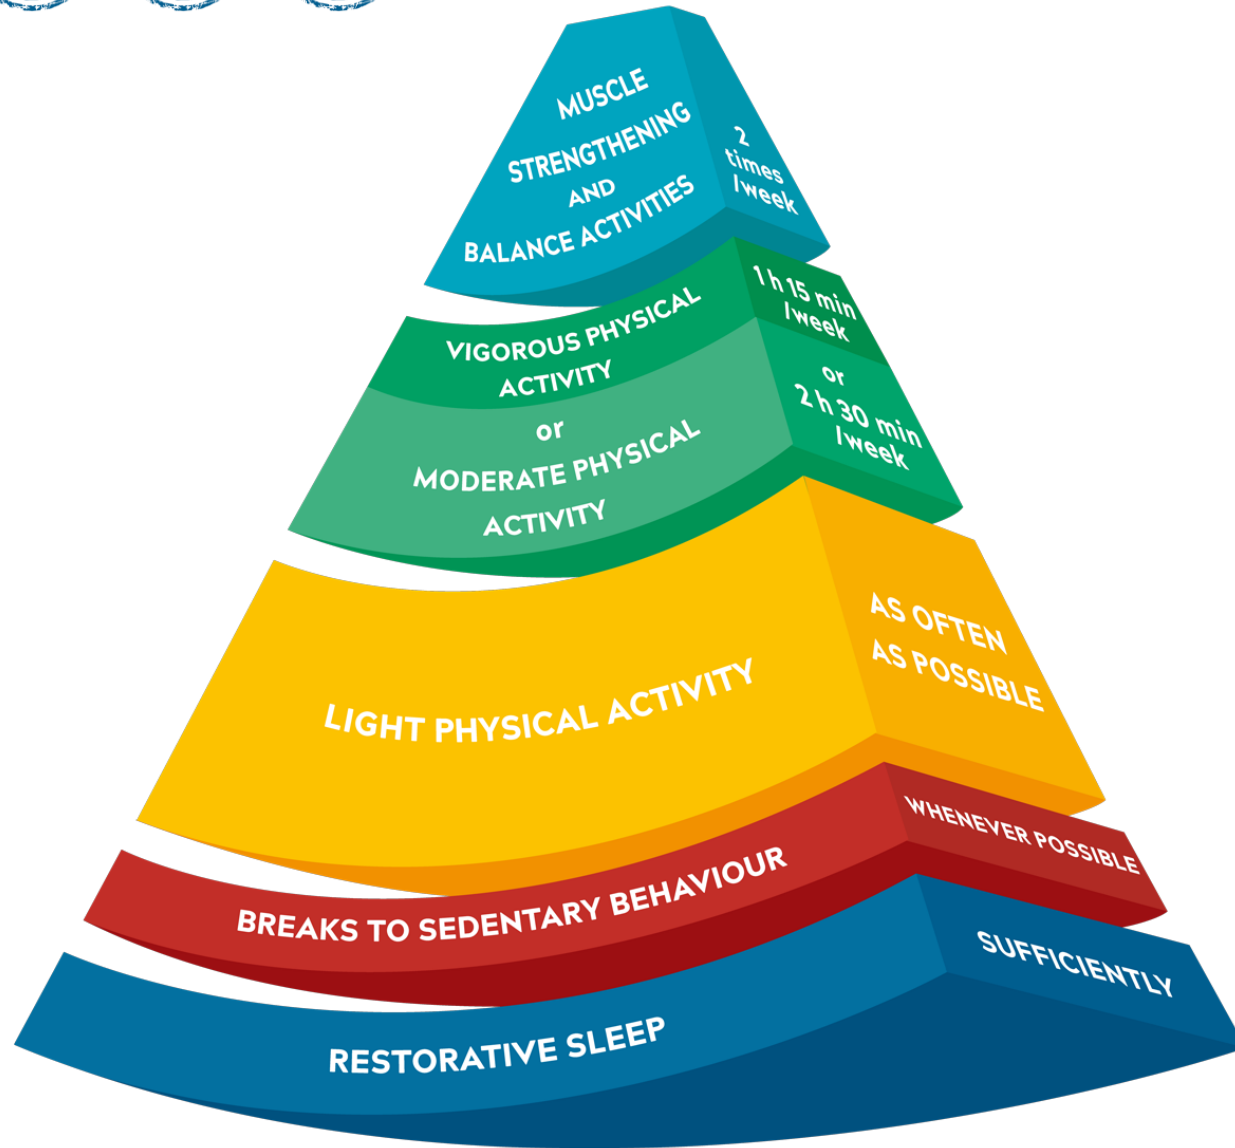 MUSCLE
STRENGTHENING
AND
BALANCE ACTIVITIES
2
times
/week
VIGOROUS PHYSICAL
ACTIVITY
1 h 15 min
/week
or
MODERATE PHYSICAL
ACTIVITY
or
2 h 30 min
/week
LIGHT PHYSICAL ACTIVITY
AS OFTEN
AS POSSIBLE
BREAKS TO SEDENTARY BEHAVIOUR
WHENEVER POSSIBLE
RESTORATIVE SLEEP
SUFFICIENTLY